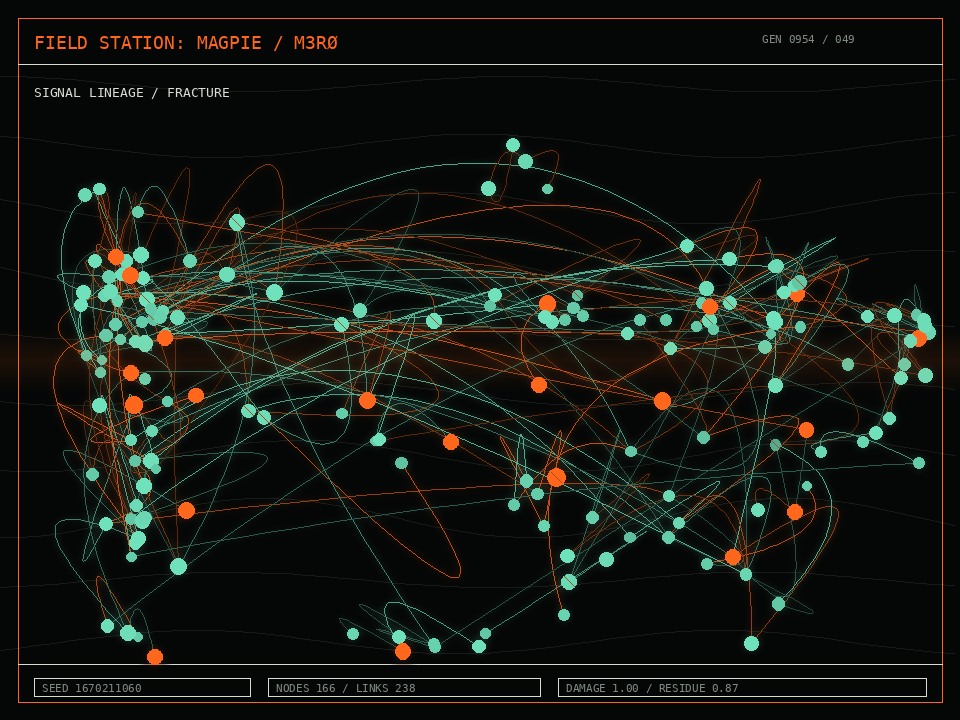 FIELD STATION: MAGPIE / M3RØ
GEN 0954 / 049
SIGNAL LINEAGE / FRACTURE
SEED 1670211060
NODES 166 / LINKS 238
DAMAGE 1.00 / RESIDUE 0.87